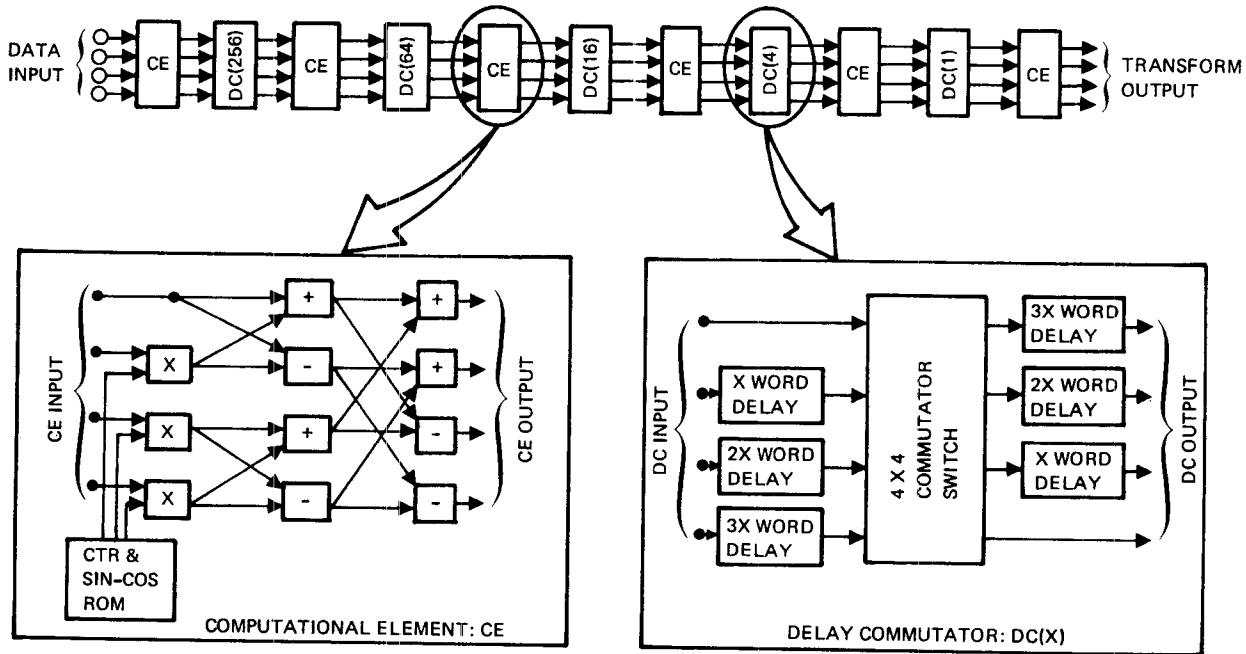 DATA
INPUT
CE
DC(256)
CE
DC(64)
CE
DC(16)
CE
DC(4)
CE
DC(1)
CE
TRANSFORM
OUTPUT
CE INPUT
X
X
X
+
-
+
-
+
+
-
-
CE OUTPUT
CTR &
SIN-COS
ROM
COMPUTATIONAL ELEMENT: CE
DC INPUT
X WORD
DELAY
2X WORD
DELAY
3X WORD
DELAY
4 X 4
COMMUTATOR
SWITCH
3X WORD
DELAY
2X WORD
DELAY
X WORD
DELAY
DC OUTPUT
DELAY COMMUTATOR: DC(X)